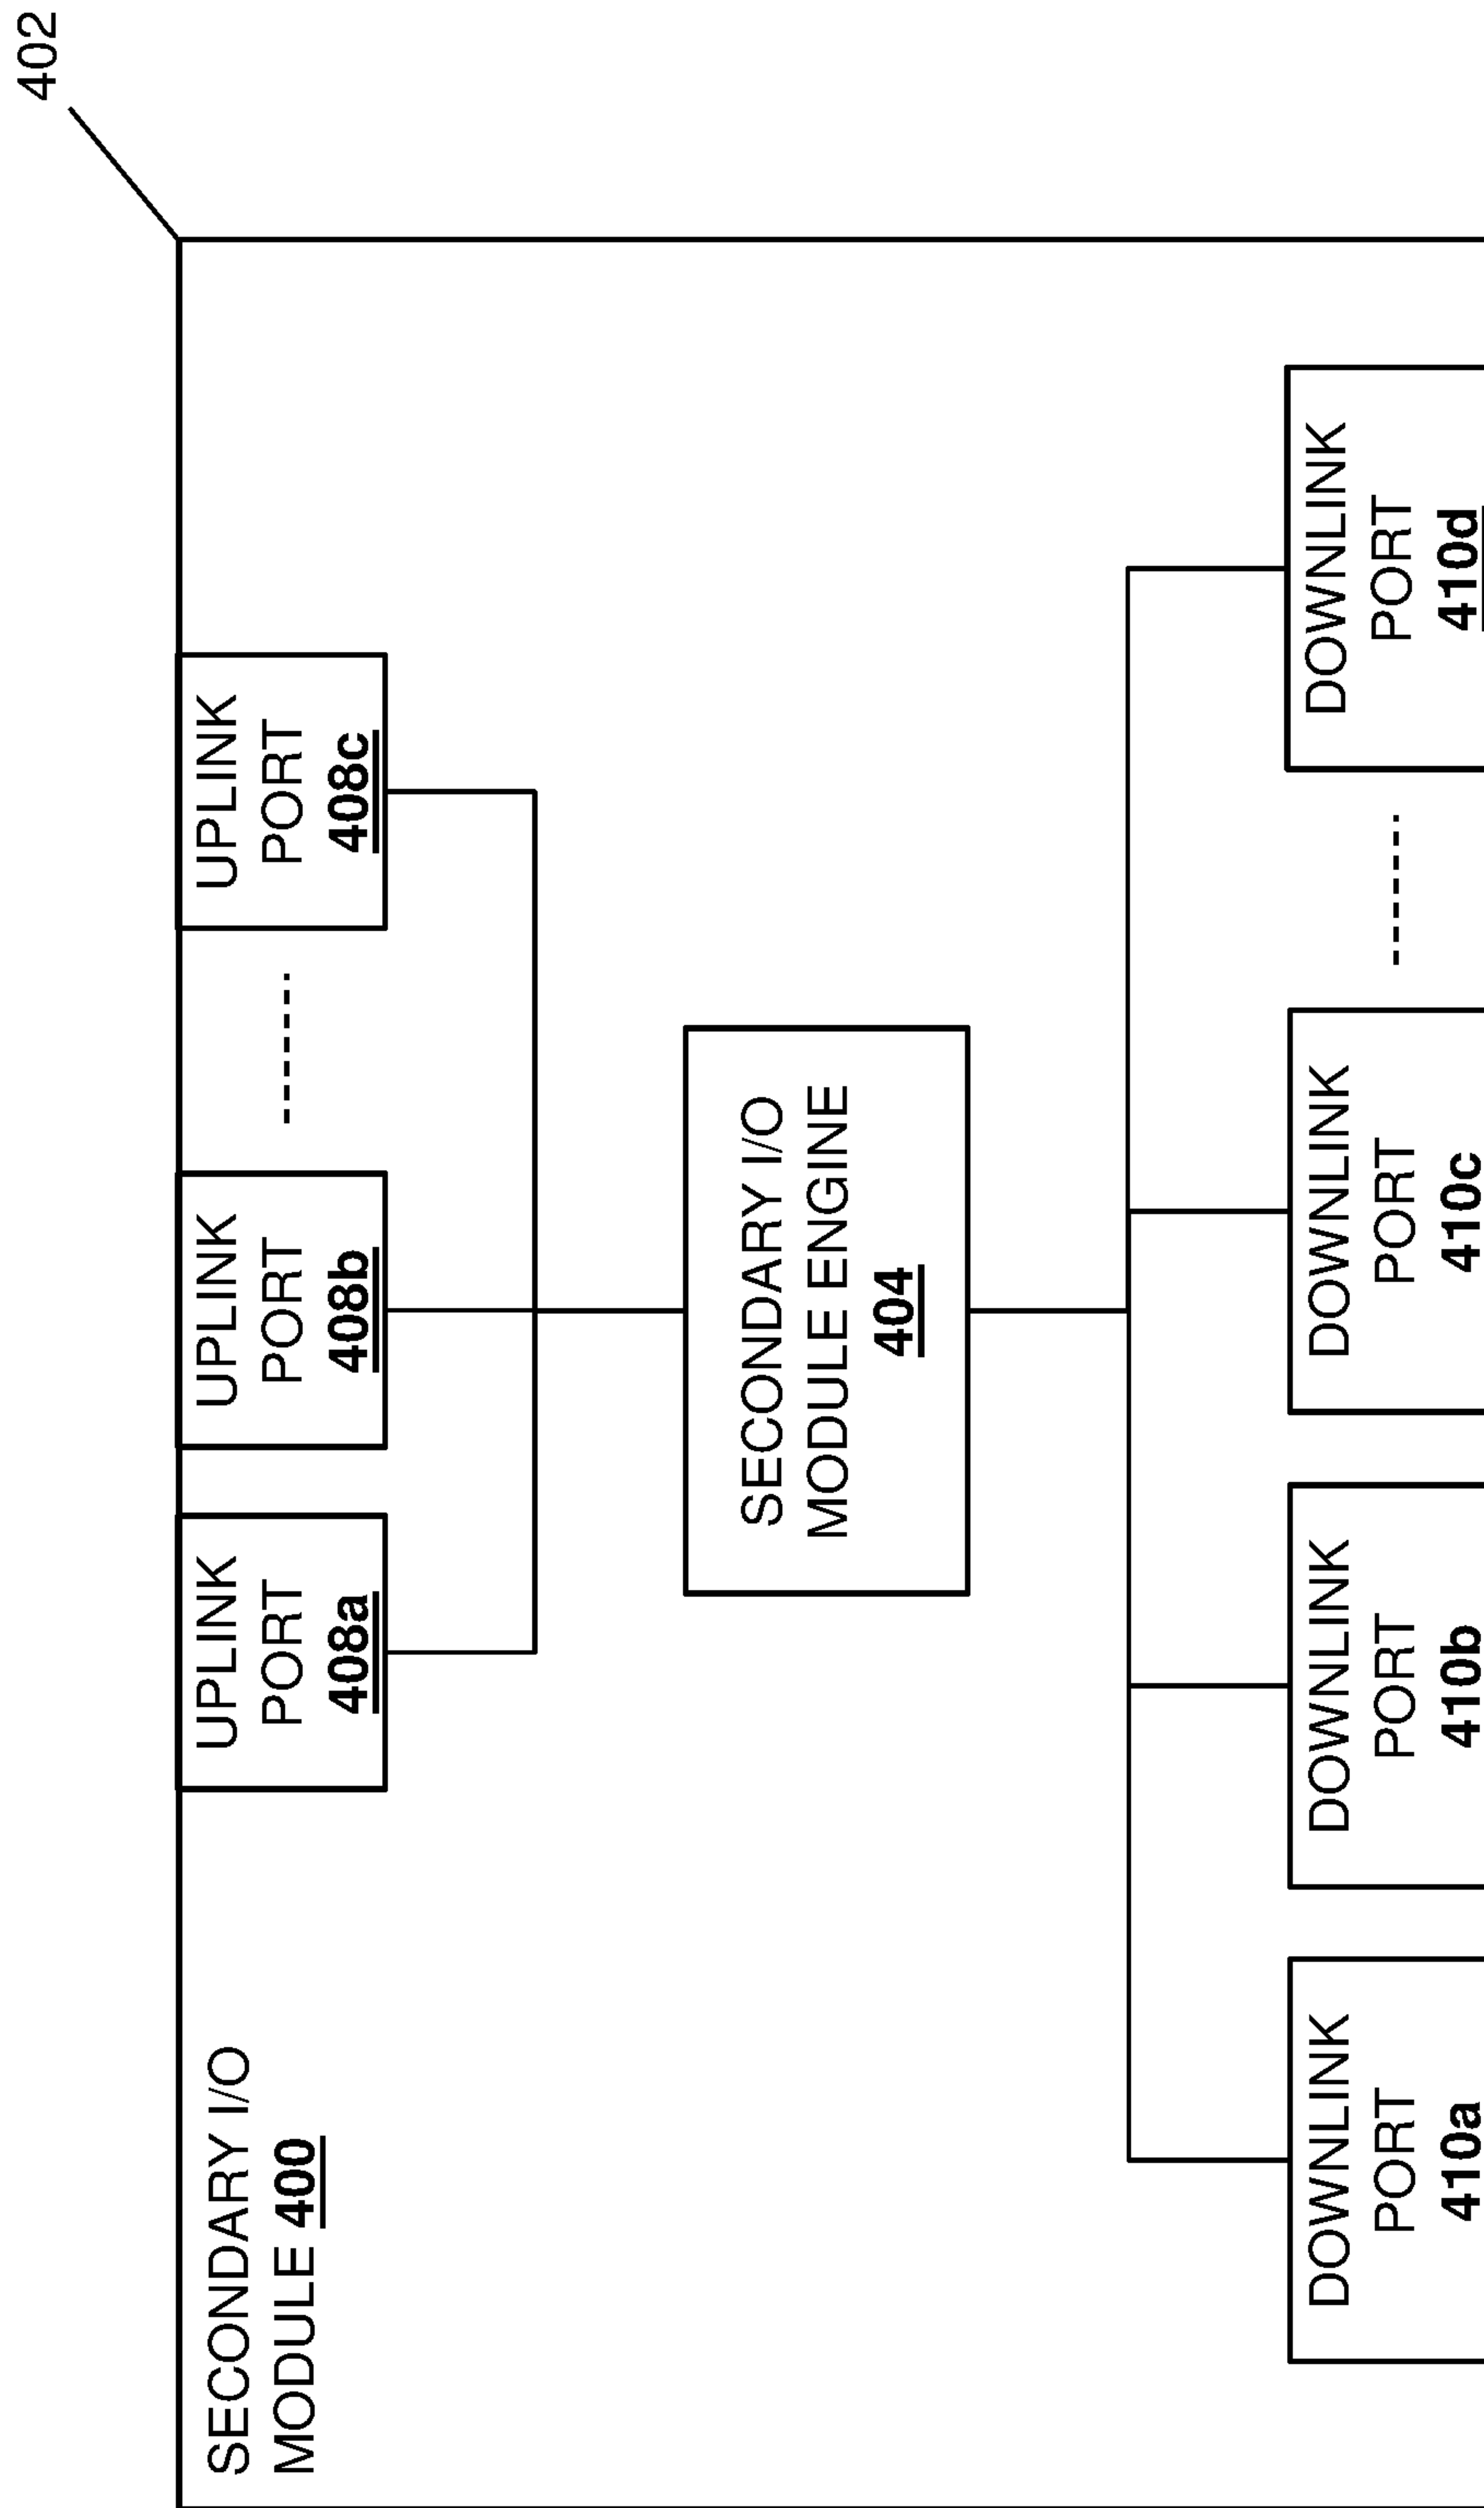 402
SECONDARY I/O
MODULE 400
UPLINK
PORT
408a
UPLINK
PORT
408b
UPLINK
PORT
408c
SECONDARY I/O
MODULE ENGINE
404
DOWNLINK
PORT
410a
DOWNLINK
PORT
410b
DOWNLINK
PORT
410c
DOWNLINK
PORT
410d